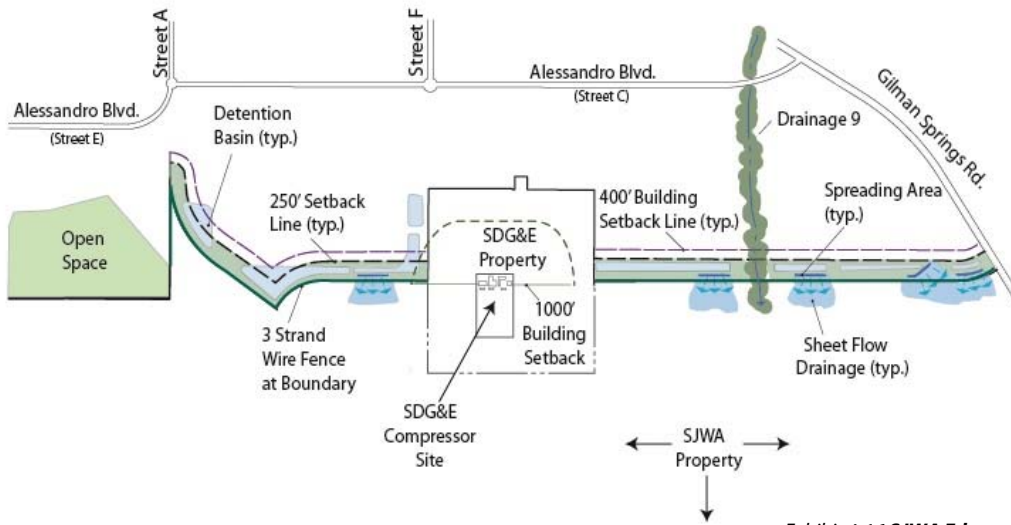 Street A
Street F
Alessandro Blvd.
(Street E)
Alessandro Blvd.
(Street C)
Gilman Springs Rd.
Detention
Basin (typ.)
Drainage 9
250' Setback
Line (typ.)
400' Building
Setback Line (typ.)
Spreading Area
(typ.)
Open
Space
SDG&E
Property
1000'
Building
Setback
3 Strand
Wire Fence
at Boundary
Sheet Flow
Drainage (typ.)
SDG&E
Compressor
Site
SJWA
Property